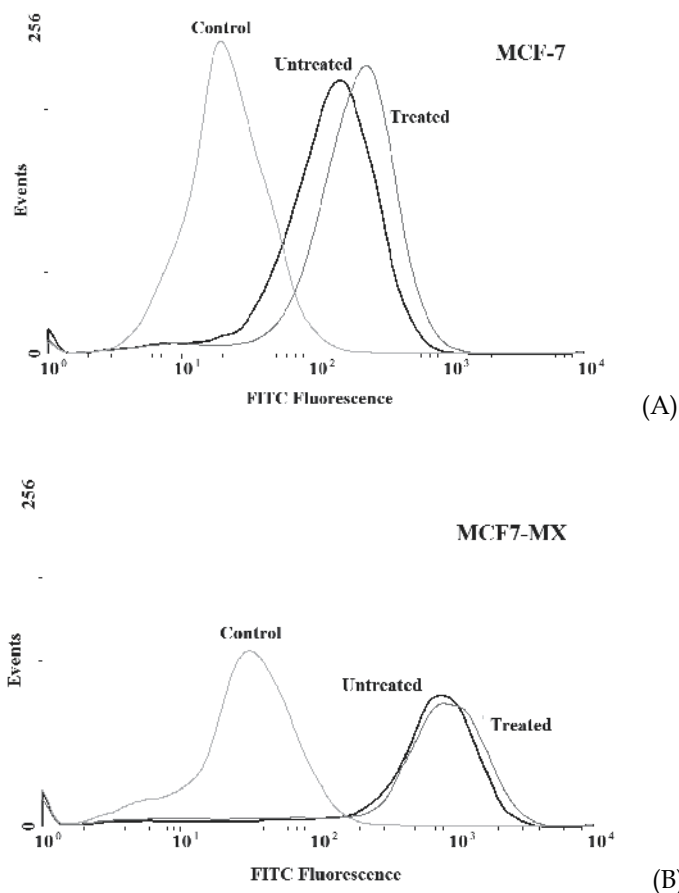 256
MCF-7
Control
Untreated
Treated
Events
0
10^0 10^1 10^2 10^3 10^4
FITC Fluorescence
(A)
256
MCF7-MX
Control
Untreated
Treated
Events
0
10^0 10^1 10^2 10^3 10^4
FITC Fluorescence
(B)